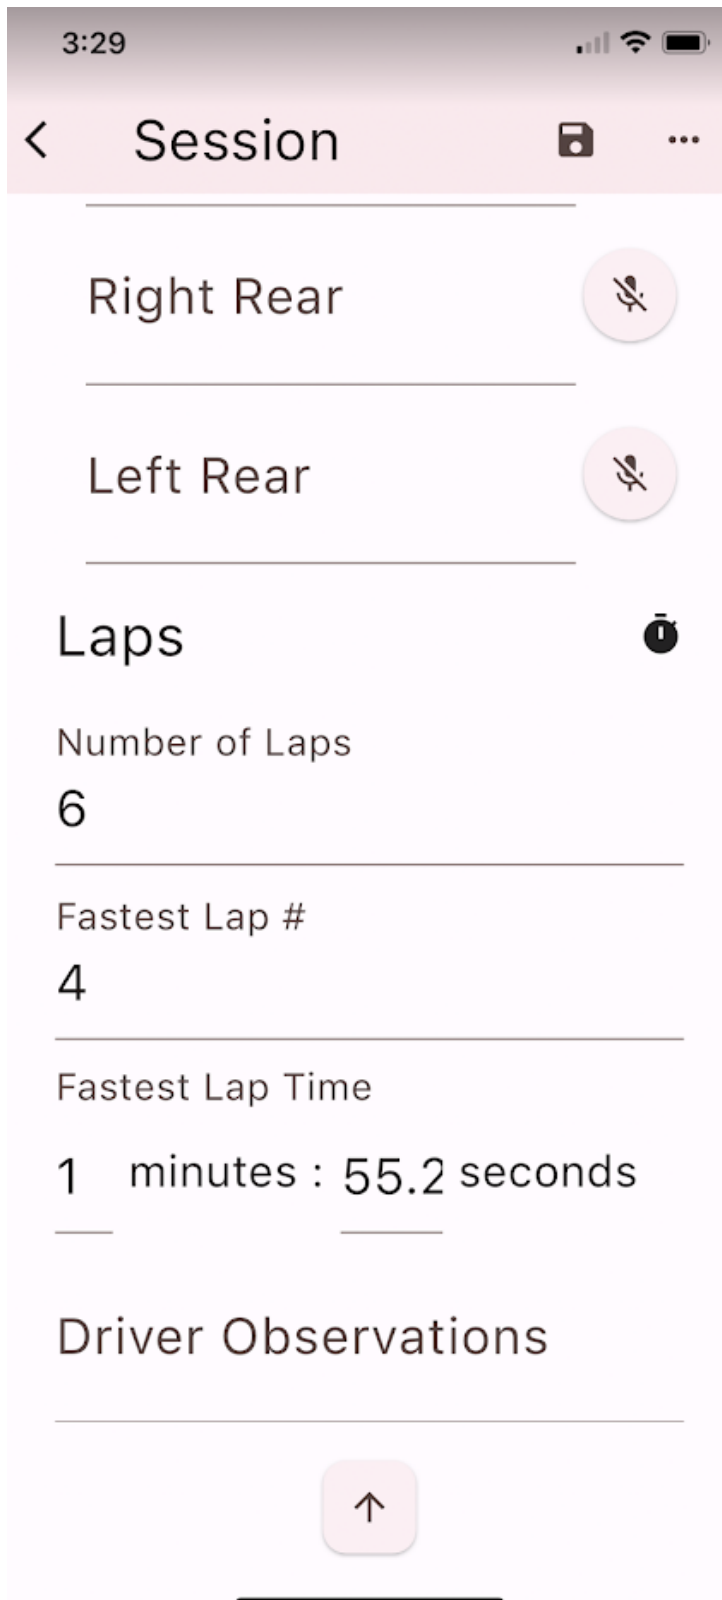 3:29
Session
Right Rear
Left Rear
Laps
Number of Laps
6
Fastest Lap #
4
Fastest Lap Time
1 minutes : 55.2 seconds
Driver Observations